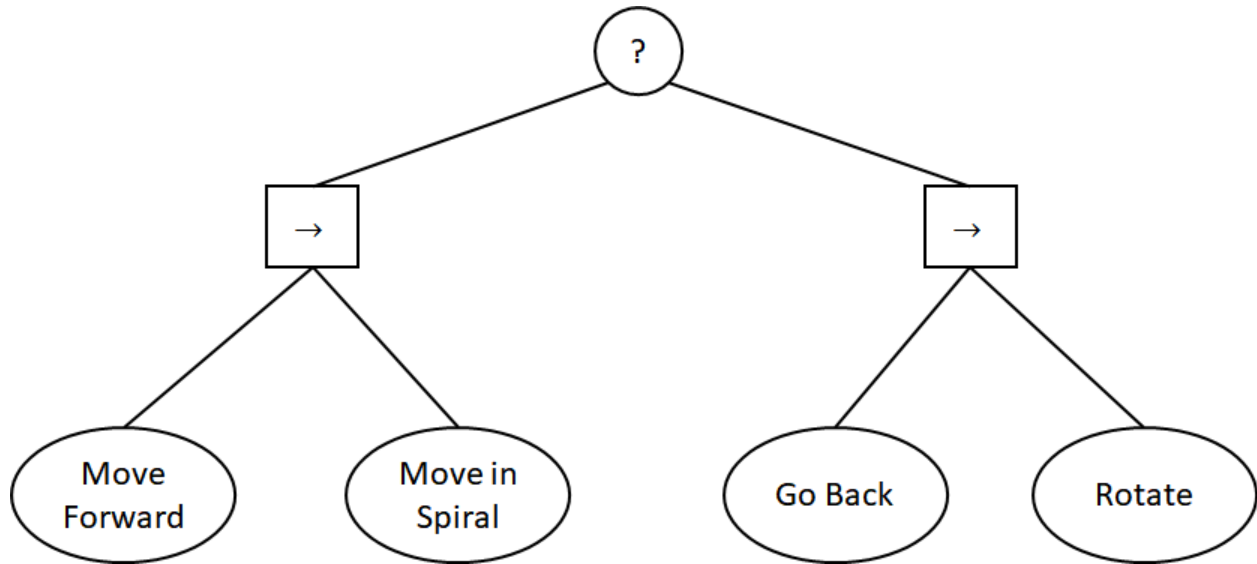 ?
→
→
Move
Forward
Move in
Spiral
Go Back
Rotate